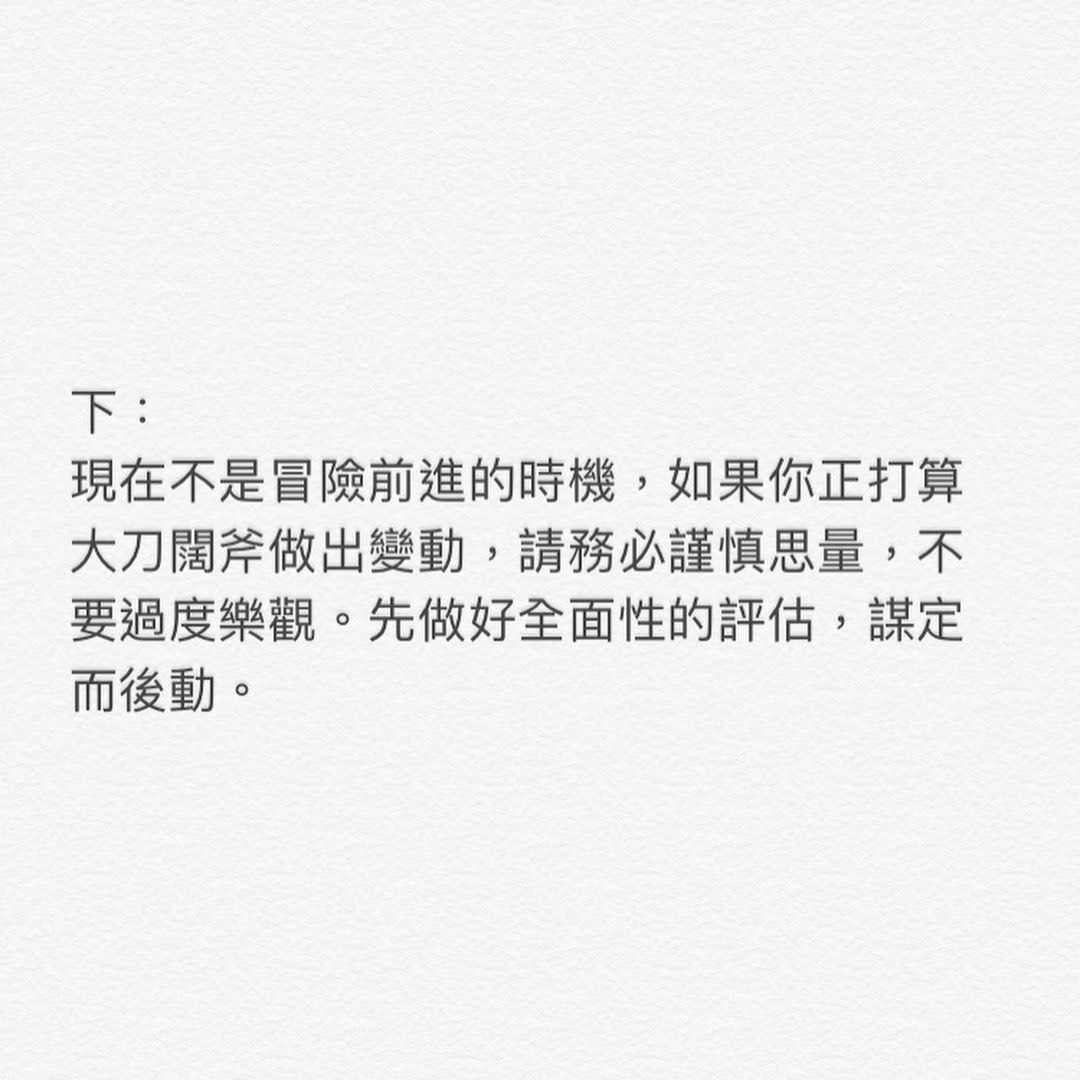 下：
現在不是冒險前進的時機，如果你正打算
大刀闊斧做出變動，請務必謹慎思量，不
要過度樂觀。先做好全面性的評估，謀定
而後動。